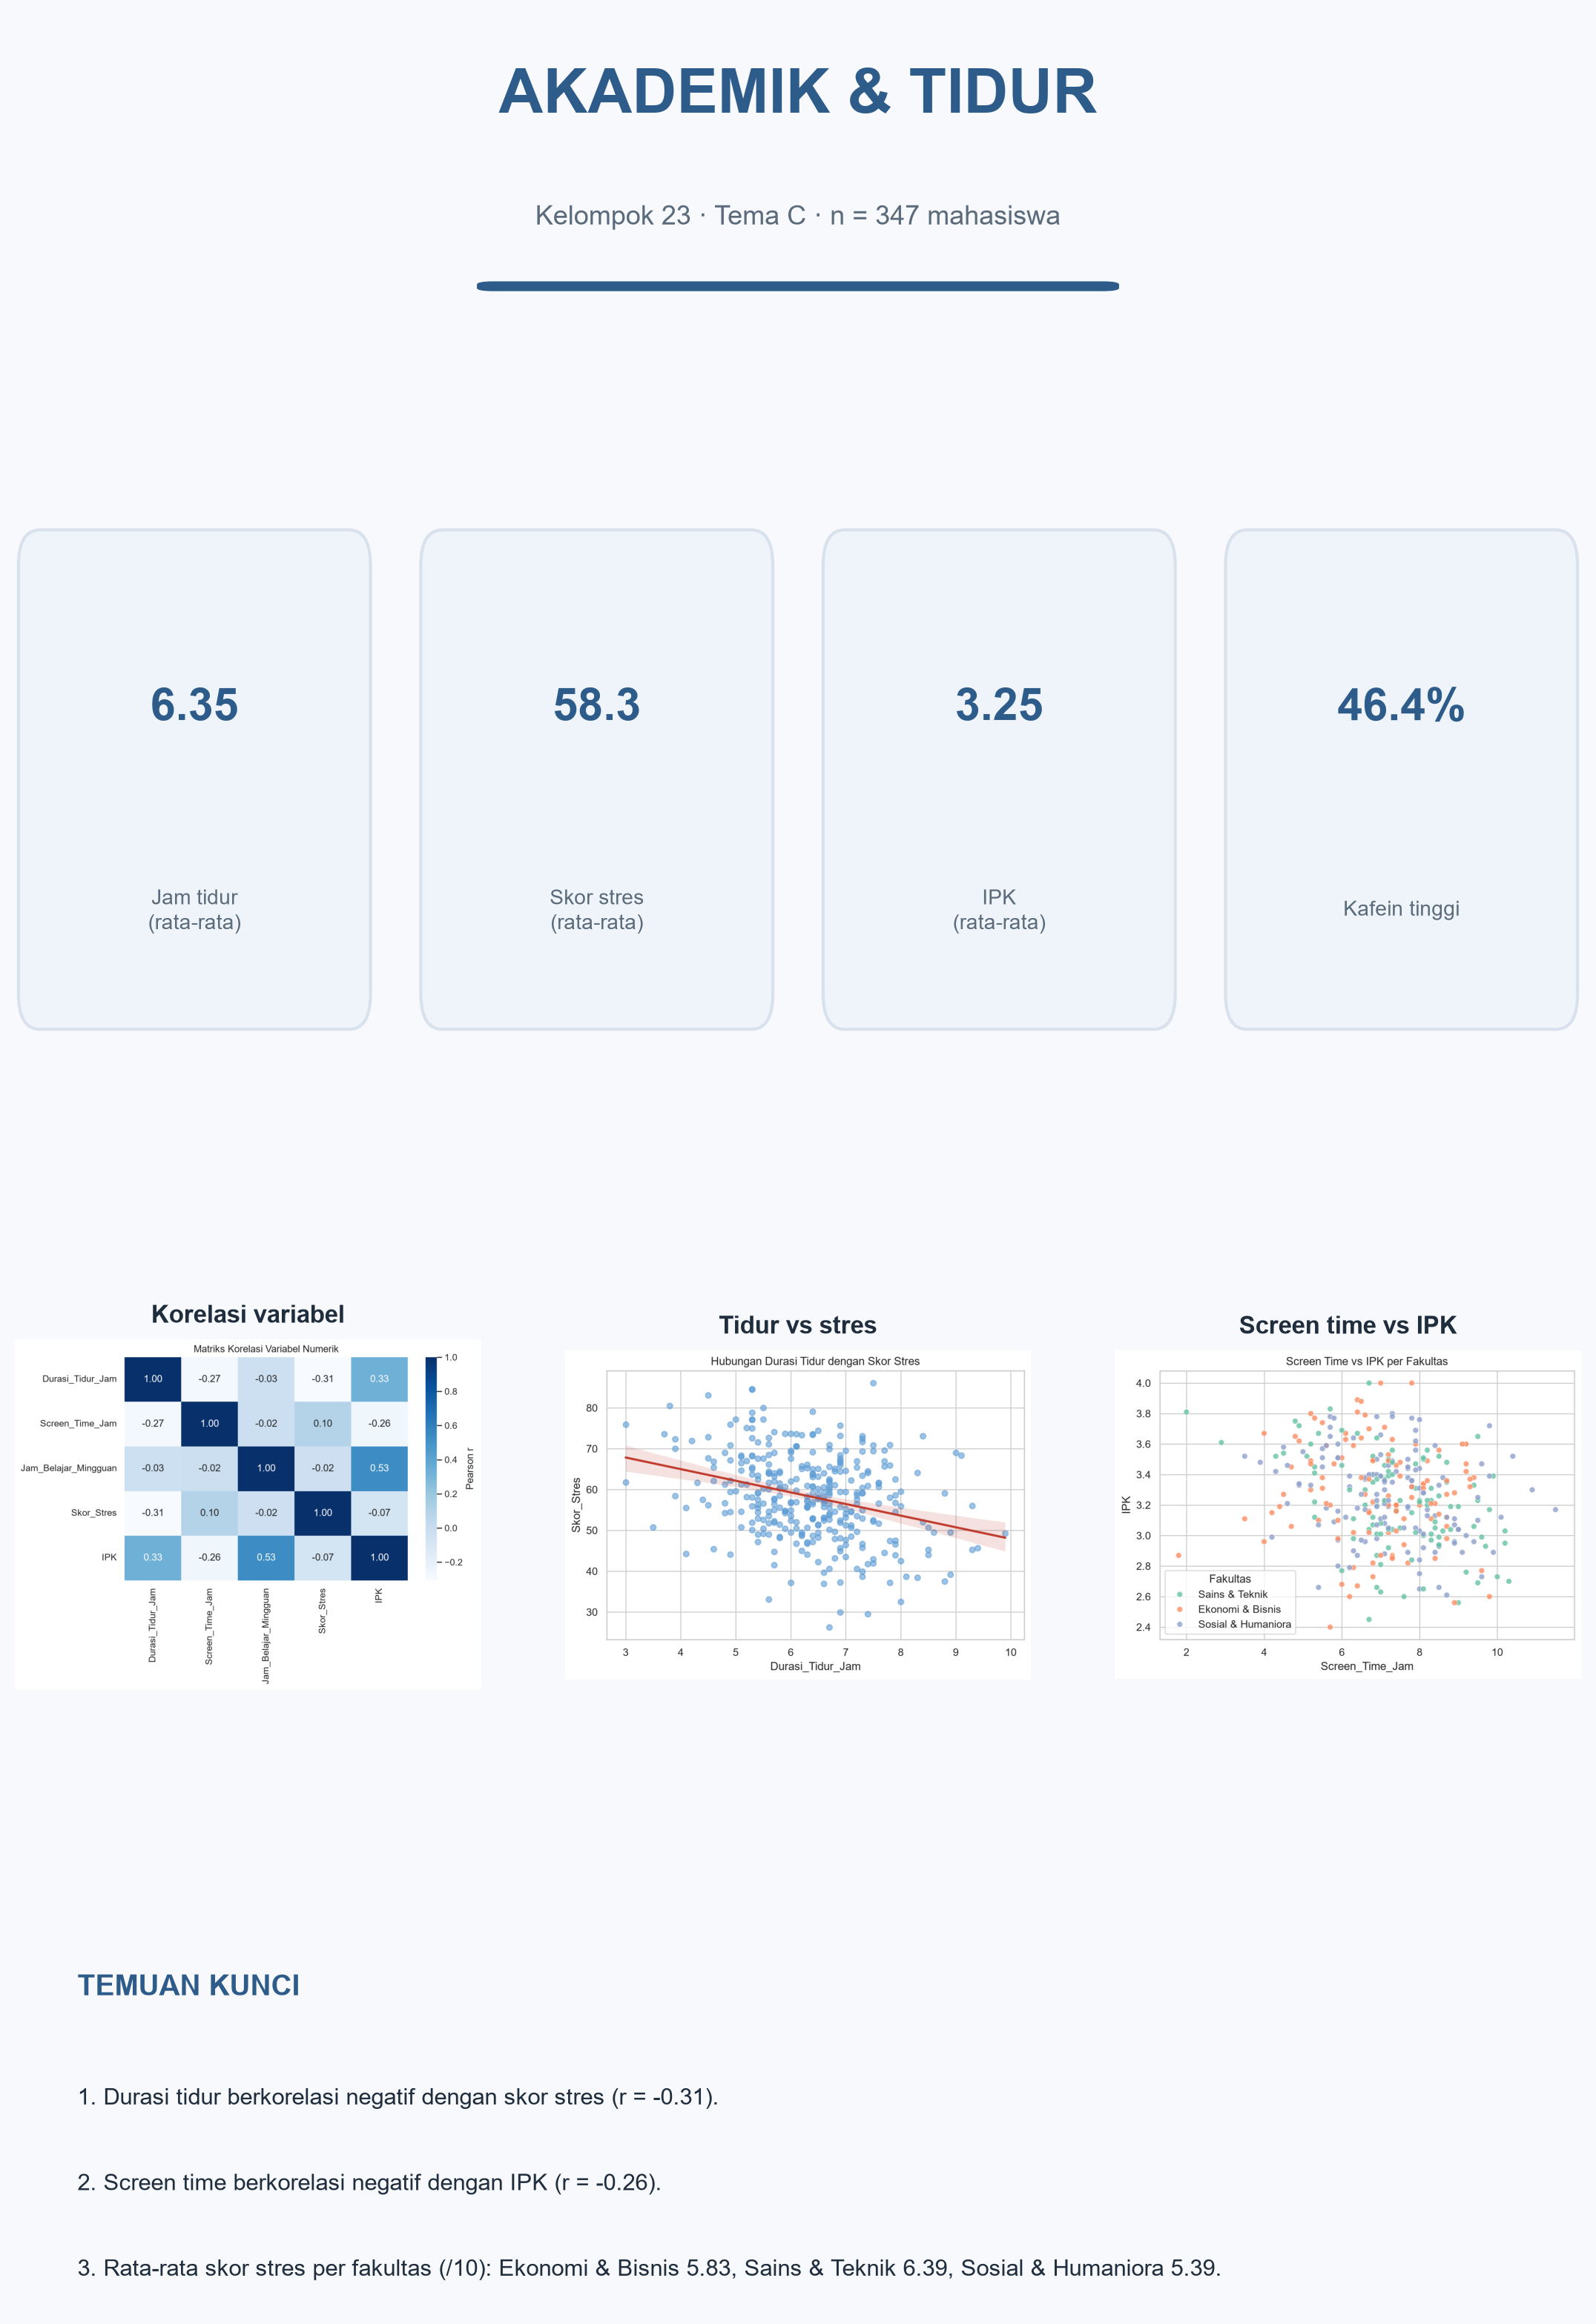 AKADEMIK & TIDUR
Kelompok 23 · Tema C · n = 347 mahasiswa
6.35
Jam tidur
(rata-rata)
58.3
Skor stres
(rata-rata)
3.25
IPK
(rata-rata)
46.4%
Kafein tinggi
Korelasi variabel
Matriks Korelasi Variabel Numerik
Durasi_Tidur_Jam 1.00 -0.27 -0.03 -0.31 0.33
Screen_Time_Jam -0.27 1.00 -0.02 0.10 -0.26
Jam_Belajar_Mingguan -0.03 -0.02 1.00 -0.02 0.53
Skor_Stres -0.31 0.10 -0.02 1.00 -0.07
IPK 0.33 -0.26 0.53 -0.07 1.00
Durasi_Tidur_Jam
Screen_Time_Jam
Jam_Belajar_Mingguan
Skor_Stres
IPK
1.0
0.8
0.6
0.4
0.2
0.0
−0.2
Pearson r
Tidur vs stres
Hubungan Durasi Tidur dengan Skor Stres
Skor_Stres
80
70
60
50
40
30
3 4 5 6 7 8 9 10
Durasi_Tidur_Jam
Screen time vs IPK
Screen Time vs IPK per Fakultas
IPK
4.0
3.8
3.6
3.4
3.2
3.0
2.8
2.6
2.4
Fakultas
Sains & Teknik
Ekonomi & Bisnis
Sosial & Humaniora
2 4 6 8 10
Screen_Time_Jam
TEMUAN KUNCI
1. Durasi tidur berkorelasi negatif dengan skor stres (r = -0.31).
2. Screen time berkorelasi negatif dengan IPK (r = -0.26).
3. Rata-rata skor stres per fakultas (/10): Ekonomi & Bisnis 5.83, Sains & Teknik 6.39, Sosial & Humaniora 5.39.